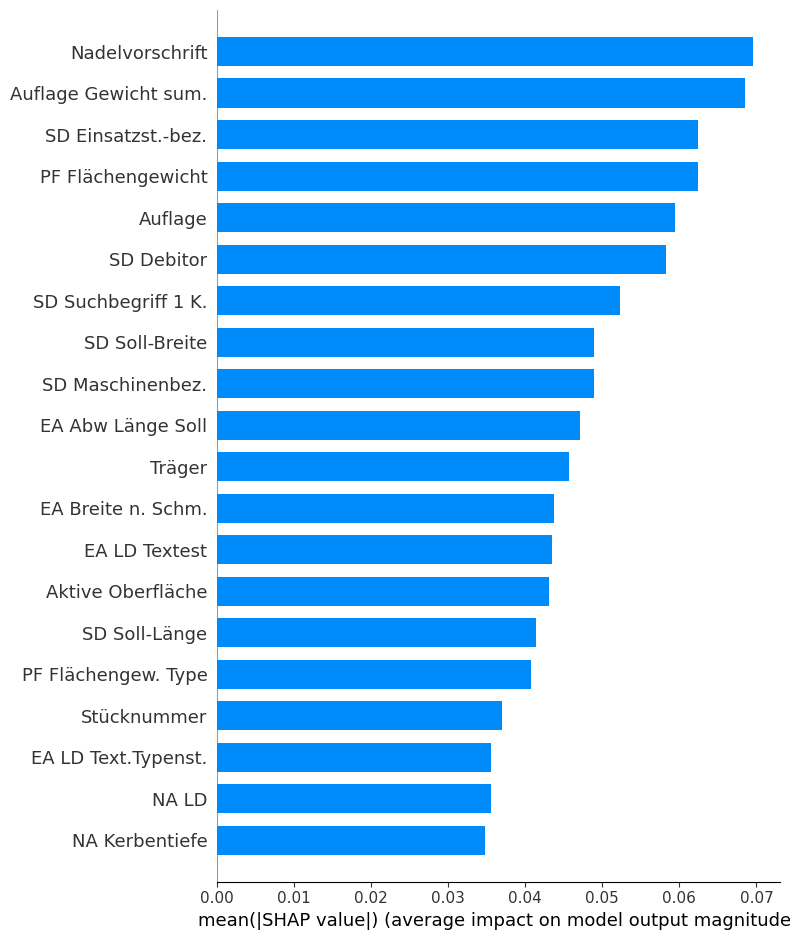 Nadelvorschrift
Auflage Gewicht sum.
SD Einsatzst.-bez.
PF Flächengewicht
Auflage
SD Debitor
SD Suchbegriff 1 K.
SD Soll-Breite
SD Maschinenbez.
EA Abw Länge Soll
Träger
EA Breite n. Schm.
EA LD Textest
Aktive Oberfläche
SD Soll-Länge
PF Flächengew. Type
Stücknummer
EA LD Text.Typenst.
NA LD
NA Kerbentiefe
0.00 0.01 0.02 0.03 0.04 0.05 0.06 0.07
mean(|SHAP value|) (average impact on model output magnitude